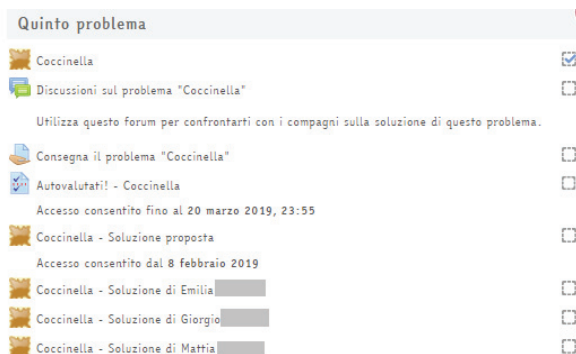 Quinto problema
Coccinella
Discussioni sul problema "Coccinella"
Utilizza questo forum per confrontarti con i compagni sulla soluzione di questo problema.
Consegna il problema "Coccinella"
Autovalutati! - Coccinella
Accesso consentito fino al 20 marzo 2019, 23:55
Coccinella - Soluzione proposta
Accesso consentito dal 8 febbraio 2019
Coccinella - Soluzione di Emilia
Coccinella - Soluzione di Giorgio
Coccinella - Soluzione di Mattia